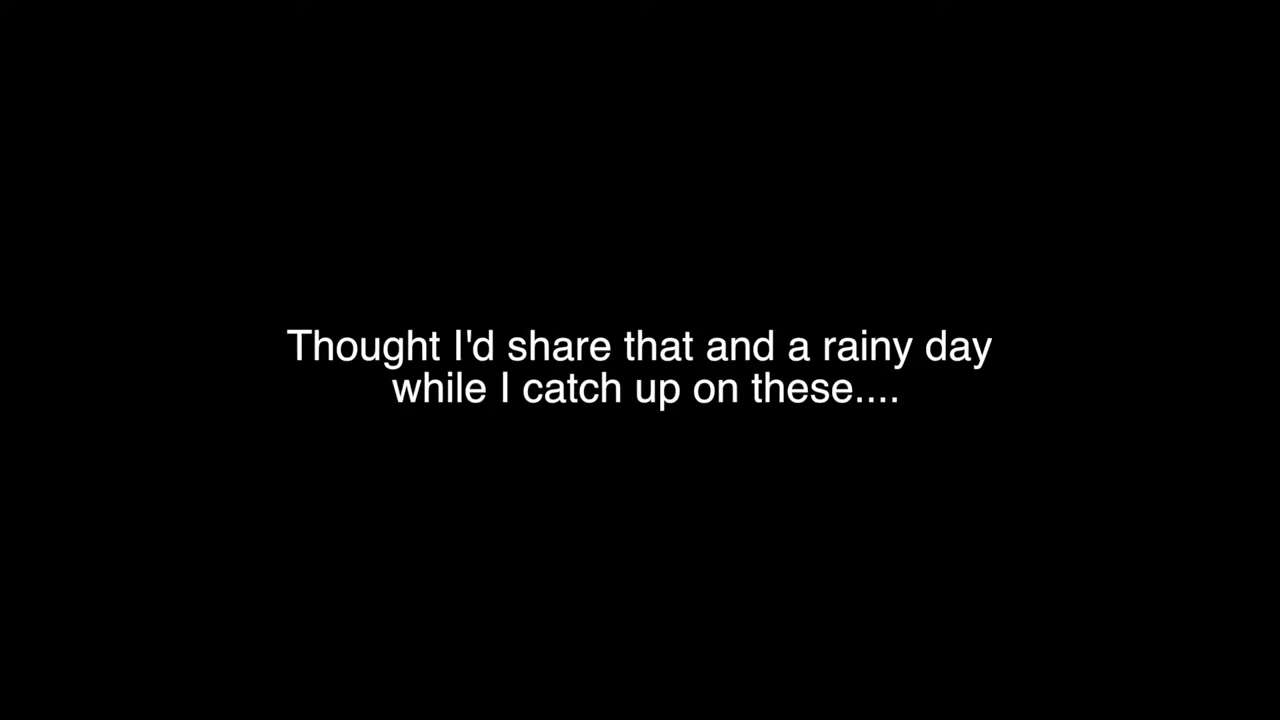 Thought I'd share that and a rainy day
while I catch up on these....